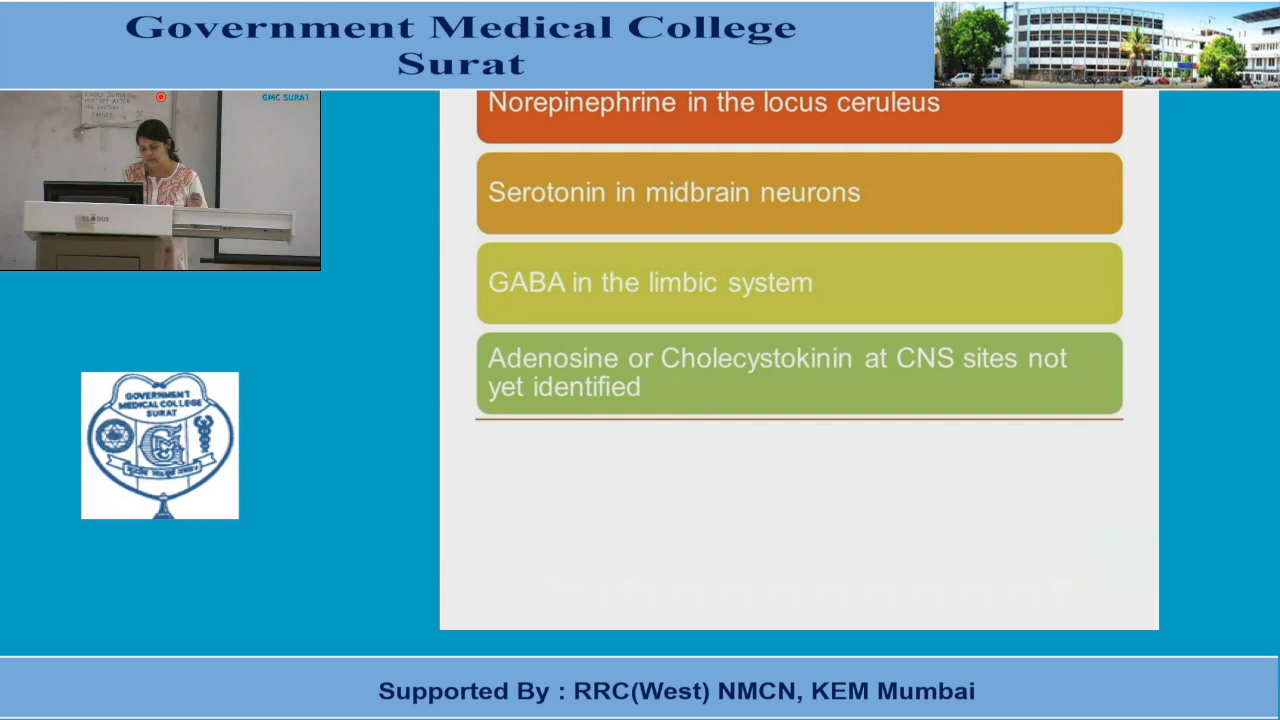 Government Medical College
Surat
GMC SURAT
Norepinephrine in the locus ceruleus
Serotonin in midbrain neurons
GABA in the limbic system
Adenosine or Cholecystokinin at CNS sites not
yet identified
GOVERNMENT
MEDICAL COLLEGE
SURAT
Supported By : RRC(West) NMCN, KEM Mumbai